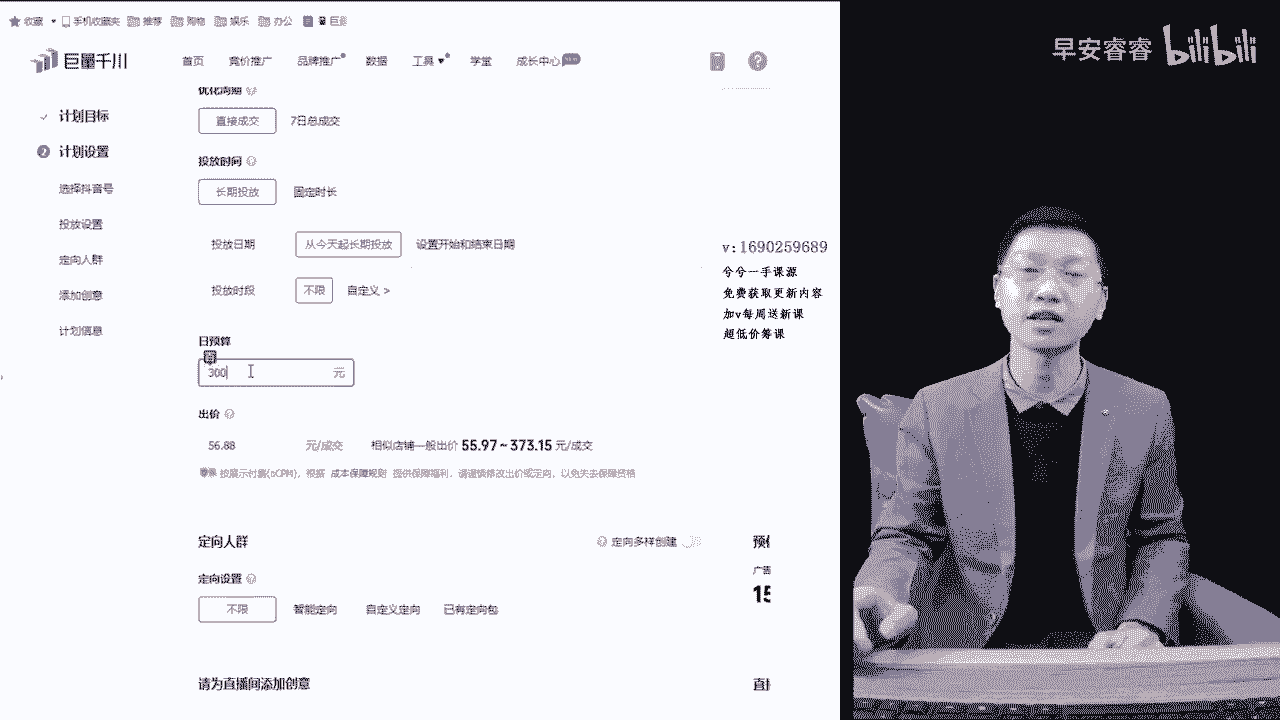 收藏 手机收藏夹 推荐 购物 娱乐 办公
巨量千川 首页 竞价推广 品牌推广 数据 工具 学堂 成长中心 New
早安睿睿 bilibili
优化周期
计划目标
直接成交 7日总成交
计划设置
投放时间
选择抖音号
长期投放 固定时长
投放设置
投放日期 从今天起长期投放 设置开始和结束日期
定向人群
添加创意
投放时段 不限 自定义 >
计划信息
v:1690259689
兮兮一手课源
免费获取更新内容
加v每周送新课
超低价筹课
日预算
300 元
出价
56.88 元/成交 相似店铺一般出价 55.97 ~ 373.15 元/成交
按展示付费(oCPM)，根据 成本保障规则 提供保障福利，请谨慎修改出价或定向，以免失去保障资格
定向人群 定向多样创建
定向设置
广告
15
不限 智能定向 自定义定向 已有定向包
请为直播间添加创意